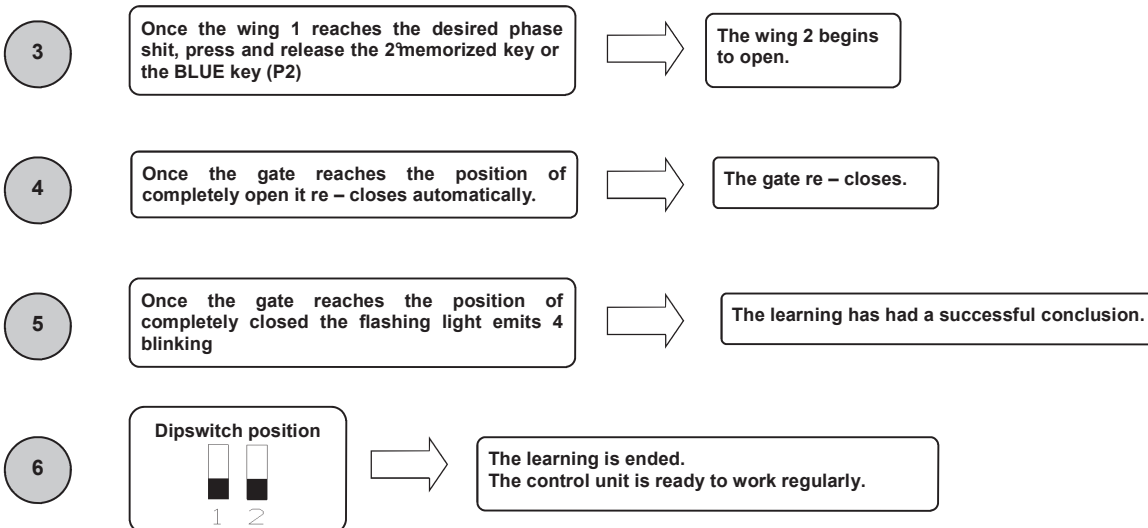 3
Once the wing 1 reaches the desired phase
shit, press and release the 2°memorized key or
the BLUE key (P2)
The wing 2 begins
to open.
4
Once the gate reaches the position of
completely open it re – closes automatically.
The gate re – closes.
5
Once the gate reaches the position of
completely closed the flashing light emits 4
blinking
The learning has had a successful conclusion.
6
Dipswitch position
1 2
The learning is ended.
The control unit is ready to work regularly.